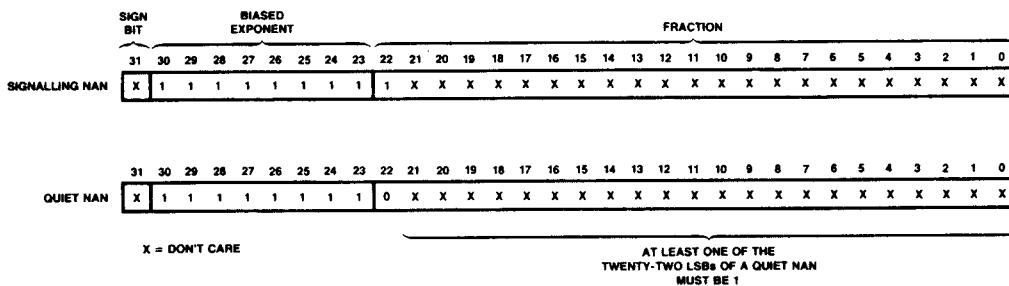 SIGN BIT BIASED EXPONENT FRACTION
31 30 29 28 27 26 25 24 23 22 21 20 19 18 17 16 15 14 13 12 11 10 9 8 7 6 5 4 3 2 1 0
SIGNALLING NAN X 1 1 1 1 1 1 1 1 1 X X X X X X X X X X X X X X X X X X X X X X
31 30 29 28 27 26 25 24 23 22 21 20 19 18 17 16 15 14 13 12 11 10 9 8 7 6 5 4 3 2 1 0
QUIET NAN X 1 1 1 1 1 1 1 1 0 X X X X X X X X X X X X X X X X X X X X X X
X = DON'T CARE
AT LEAST ONE OF THE
TWENTY-TWO LSBs OF A QUIET NAN
MUST BE 1